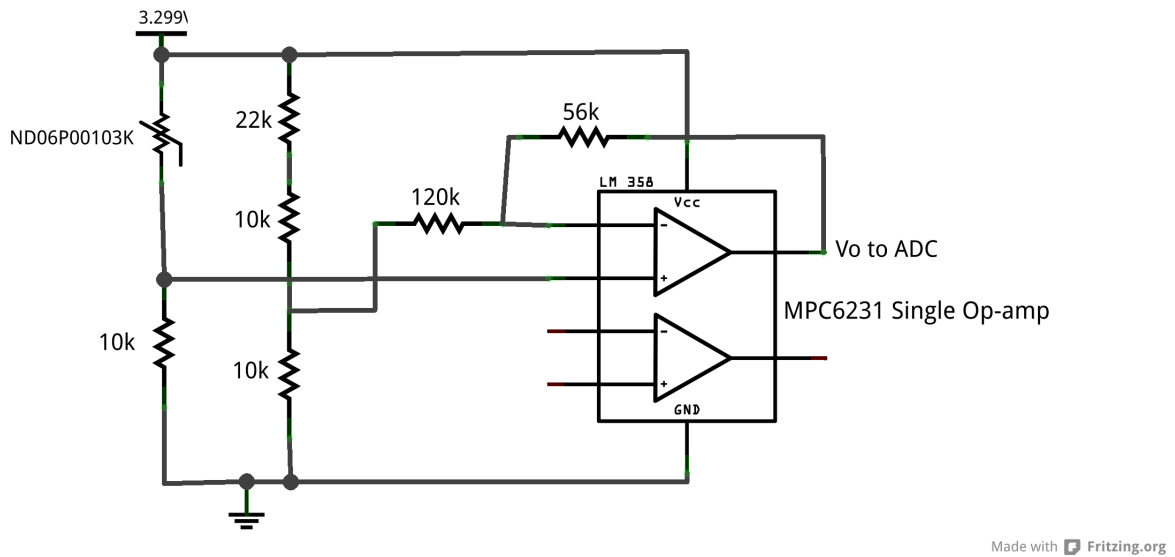 3.299V
ND06P00103K
22k
10k
10k
10k
120k
56k
LM 358
Vcc
-
+
-
+
GND
Vo to ADC
MPC6231 Single Op-amp
Made with Fritzing.org